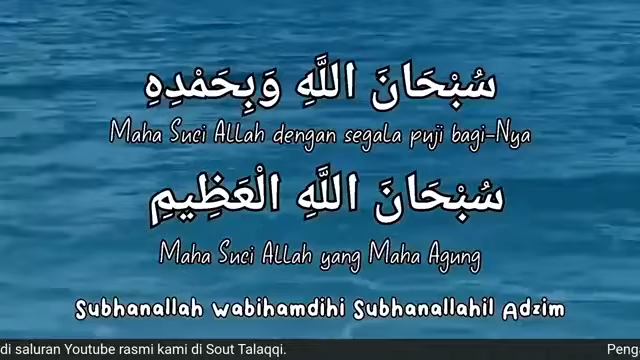 سُبْحَانَ اللَّهِ وَبِحَمْدِهِ
Maha Suci Allah dengan segala puji bagi-Nya
سُبْحَانَ اللَّهِ الْعَظِيمِ
Maha Suci Allah yang Maha Agung
Subhanallah wabihamdihi Subhanallahil Adzim
di saluran Youtube rasmi kami di Sout Talaqqi. Peng